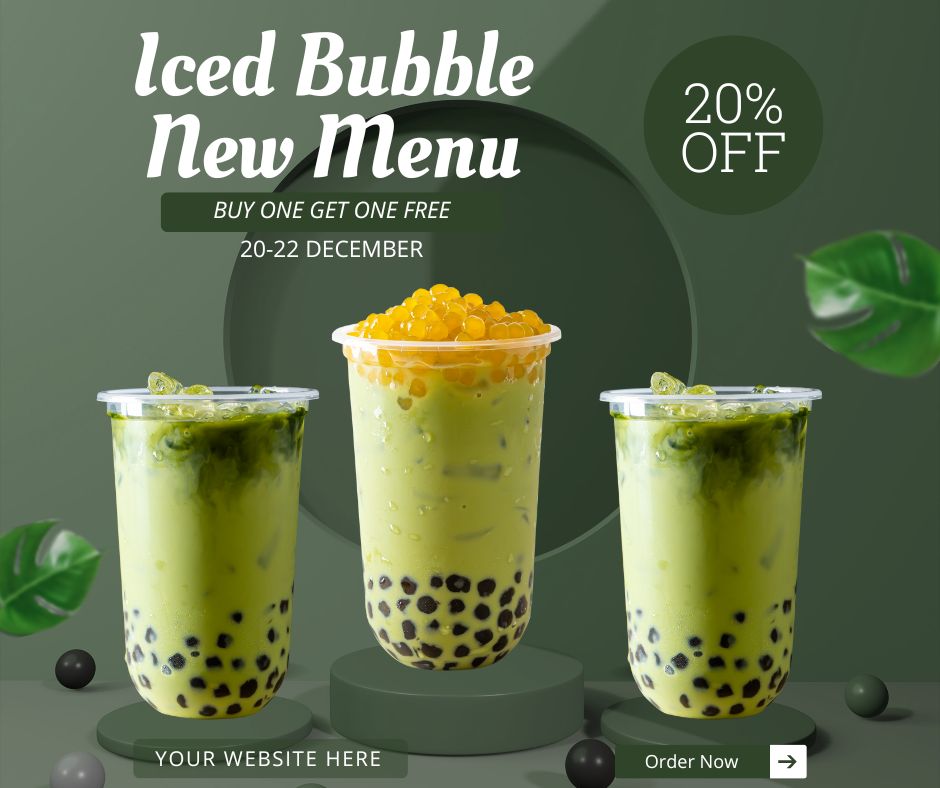 Iced Bubble
New Menu
BUY ONE GET ONE FREE
20-22 DECEMBER
20%
OFF
YOUR WEBSITE HERE
Order Now